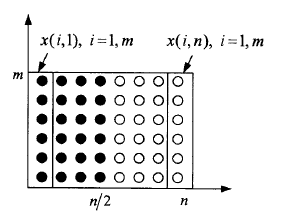 x(i,1), i=1,m
x(i,n), i=1,m
m
n/2
n